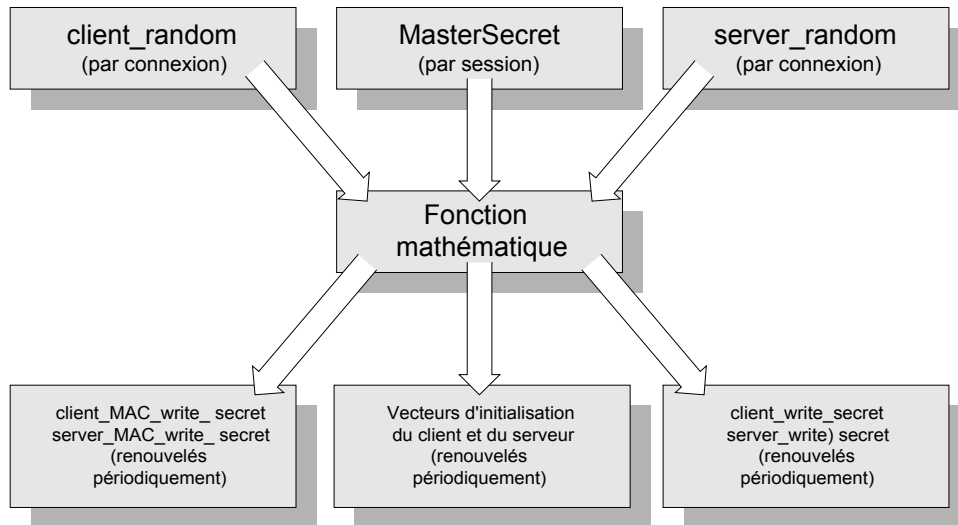 client_random
(par connexion)
MasterSecret
(par session)
server_random
(par connexion)
Fonction
mathématique
client_MAC_write_ secret
server_MAC_write_ secret
(renouvelés
périodiquement)
Vecteurs d'initialisation
du client et du serveur
(renouvelés
périodiquement)
client_write_secret
server_write) secret
(renouvelés
périodiquement)